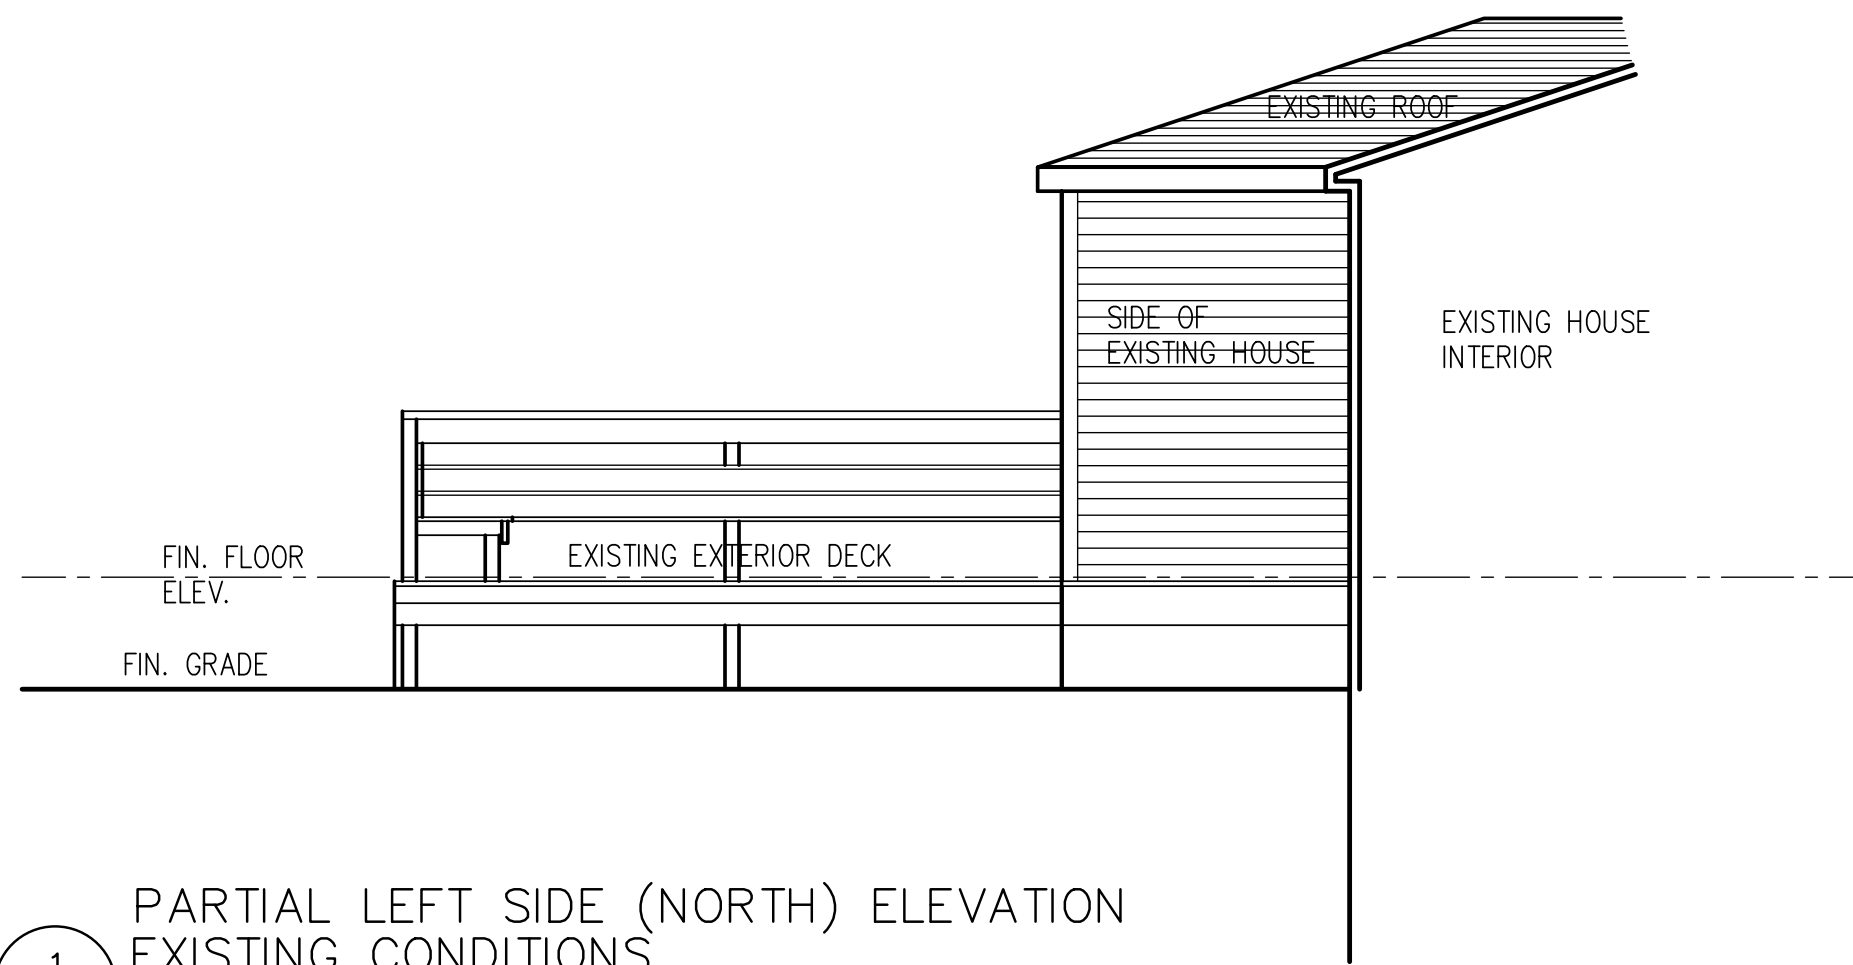 EXISTING ROOF
SIDE OF
EXISTING HOUSE
EXISTING HOUSE
INTERIOR
FIN. FLOOR
ELEV.
EXISTING EXTERIOR DECK
FIN. GRADE
PARTIAL LEFT SIDE (NORTH) ELEVATION
EXISTING CONDITIONS
1